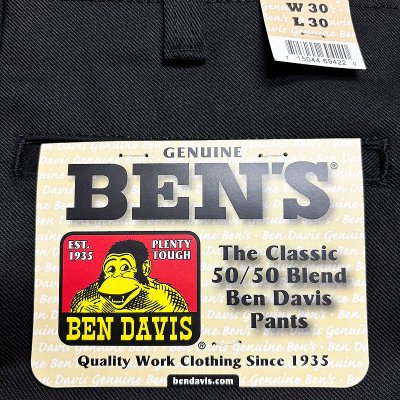 W 30
L 30
GENUINE
BEN'S®
EST.
1935
PLENTY
TOUGH
BEN DAVIS
The Classic
50/50 Blend
Ben Davis
Pants
Quality Work Clothing Since 1935
bendavis.com